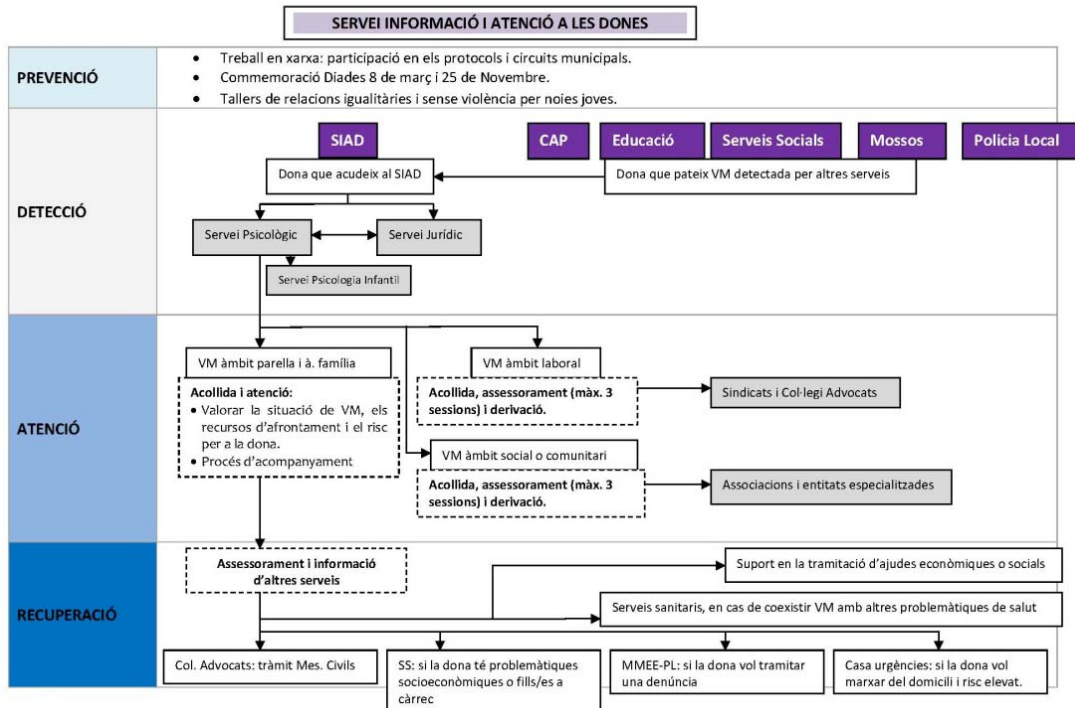 SERVEI INFORMACIÓ I ATENCIÓ A LES DONES
PREVENCIÓ
• Treball en xarxa: participació en els protocols i circuits municipals.
• Commemoració Díades 8 de març i 25 de Novembre.
• Tallers de relacions igualitàries i sense violència per noies joves.
DETECCIÓ
SIAD
CAP
Educació
Serveis Socials
Mossos
Policia Local
Dona que acudeix al SIAD
Dona que pateix VM detectada per altres serveis
Servei Psicològic
Servei Jurídic
Servei Psicologia Infantil
ATENCIÓ
VM àmbit parella i à. família
Acollida i atenció:
• Valorar la situació de VM, els
recursos d'afrontament i el risc
per a la dona.
• Procés d'acompanyament
VM àmbit laboral
Acollida, assessorament (màx. 3
sessions) i derivació.
Sindicats i Col·legi Advocats
VM àmbit social o comunitari
Acollida, assessorament (màx. 3
sessions) i derivació.
Associacions i entitats especialitzades
RECUPERACIÓ
Assessorament i informació
d'altres serveis
Suport en la tramitació d'ajudes econòmiques o socials
Serveis sanitaris, en cas de coexistir VM amb altres problemàtiques de salut
Col. Advocats: tràmit Mes. Civils
SS: si la dona té problemàtiques
socioeconòmiques o fills/es a
càrrec
MMEE-PL: si la dona vol tramitar
una denúncia
Casa urgències: si la dona vol
marxar del domicili i risc elevat.